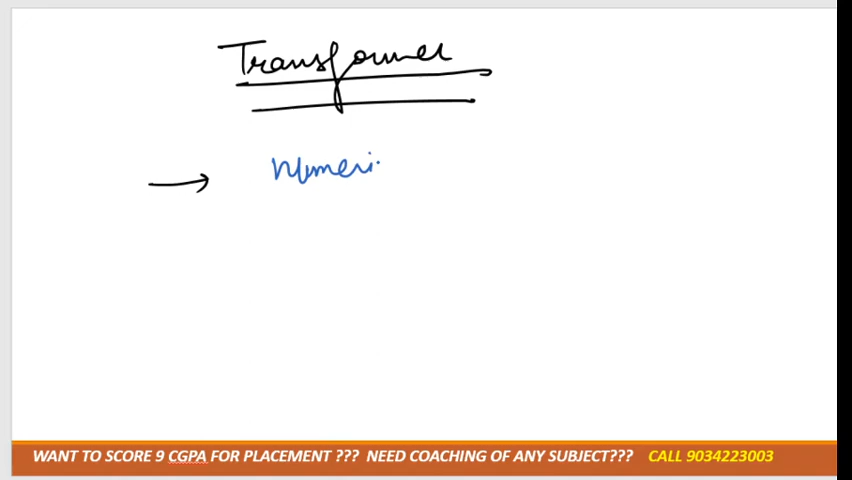 Transformer
Numeri
WANT TO SCORE 9 CGPA FOR PLACEMENT ??? NEED COACHING OF ANY SUBJECT??? CALL 9034223003